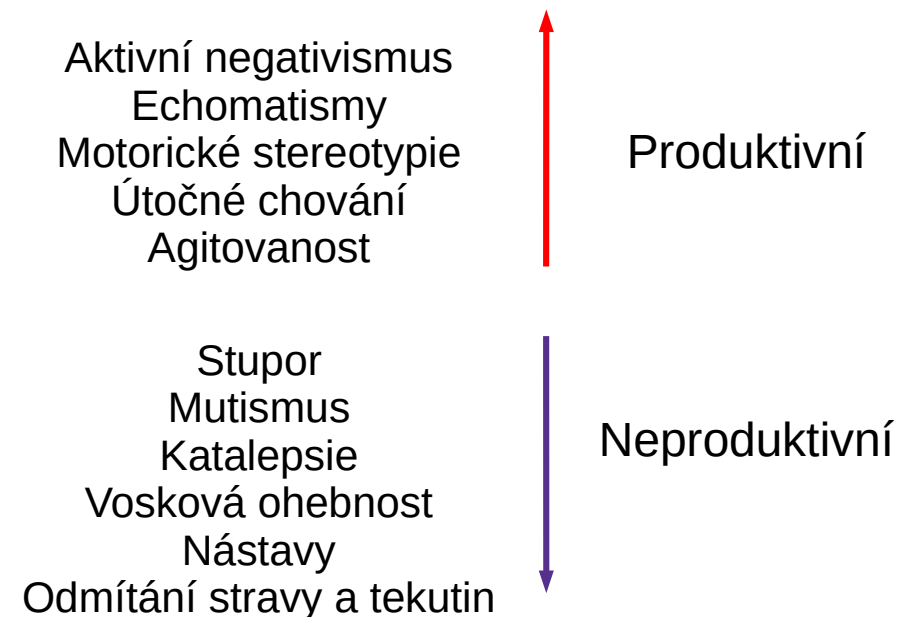 Aktivní negativismus
Echomatismy
Motorické stereotypie
Útočné chování
Agitovanost
Produktivní
Stupor
Mutismus
Katalepsie
Vosková ohebnost
Nástavy
Odmítání stravy a tekutin
Neproduktivní